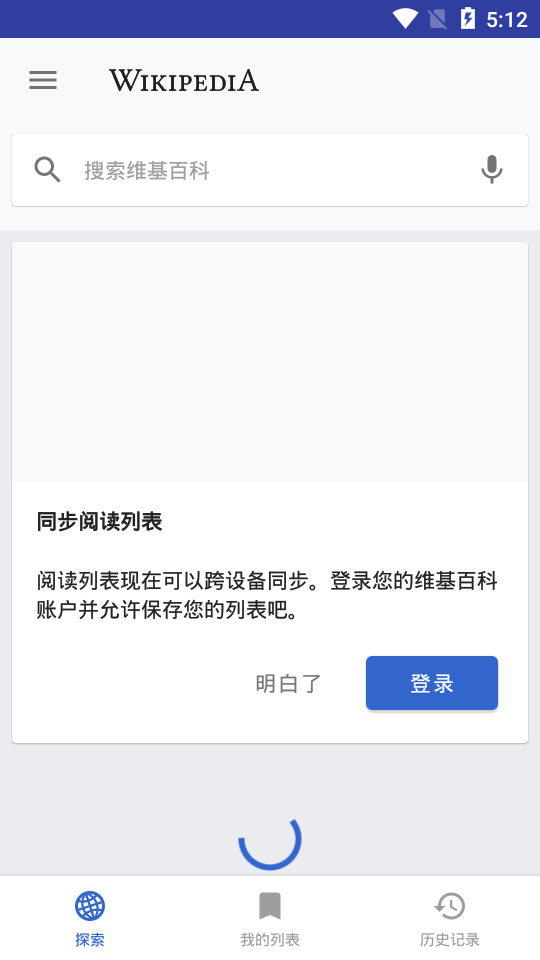 5:12
WIKIPEDIA
搜索维基百科
同步阅读列表
阅读列表现在可以跨设备同步。登录您的维基百科
账户并允许保存您的列表吧。
明白了
登录
探索
我的列表
历史记录